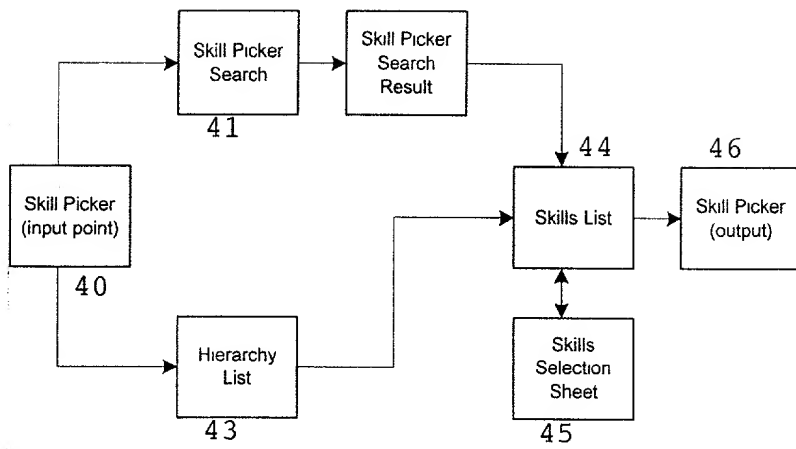 Skill Picker
Search
41
Skill Picker
Search
Result
44
46
Skill Picker
(input point)
40
Skills List
Skill Picker
(output)
Hierarchy
List
43
Skills
Selection
Sheet
45